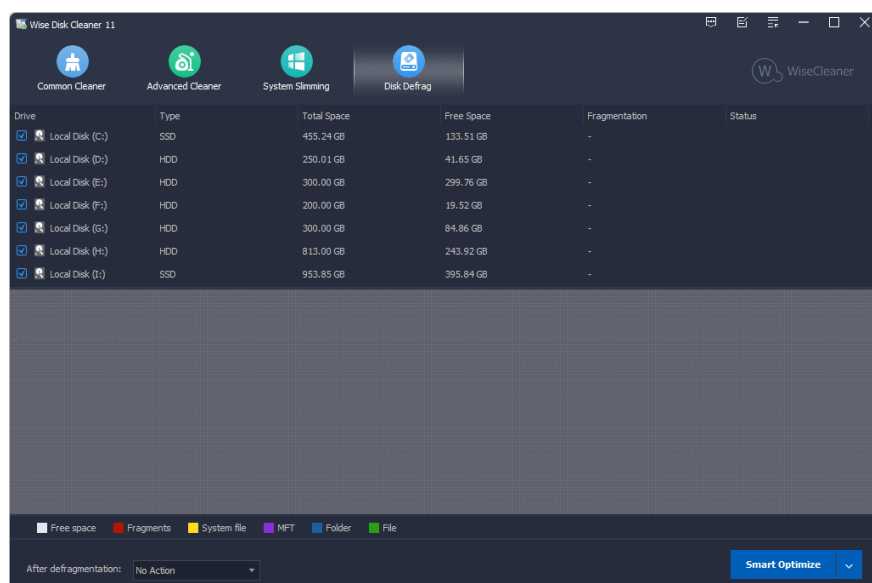 Wise Disk Cleaner 11
Common Cleaner Advanced Cleaner System Slimming Disk Defrag WiseCleaner
Drive Type Total Space Free Space Fragmentation Status
Local Disk (C:) SSD 455.24 GB 133.51 GB -
Local Disk (D:) HDD 250.01 GB 41.65 GB -
Local Disk (E:) HDD 300.00 GB 299.76 GB -
Local Disk (F:) HDD 200.00 GB 19.52 GB -
Local Disk (G:) HDD 300.00 GB 84.86 GB -
Local Disk (H:) HDD 813.00 GB 243.92 GB -
Local Disk (I:) SSD 953.85 GB 395.84 GB -
Free space Fragments System file MFT Folder File
After defragmentation: No Action Smart Optimize